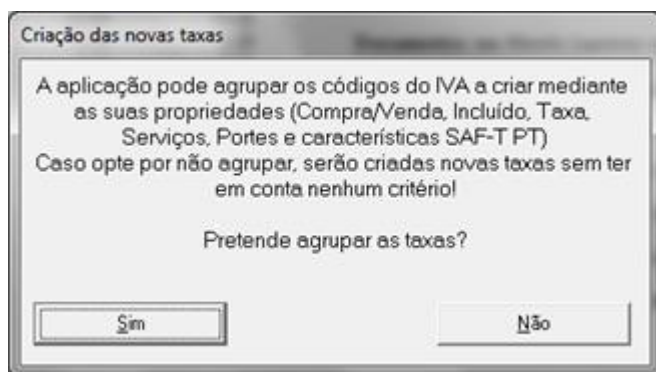 Criação das novas taxas
A aplicação pode agrupar os códigos do IVA a criar mediante
as suas propriedades (Compra/Venda, Incluído, Taxa,
Serviços, Portes e características SAF-T PT)
Caso opte por não agrupar, serão criadas novas taxas sem ter
em conta nenhum critério!
Pretende agrupar as taxas?
Sim
Não